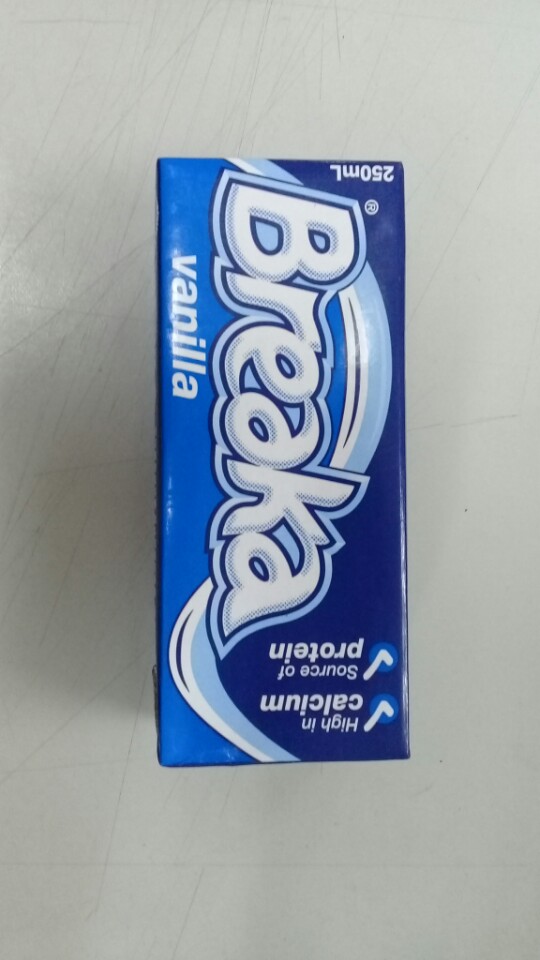 High in
calcium
Source of
protein
Breaka®
vanilla
250mL